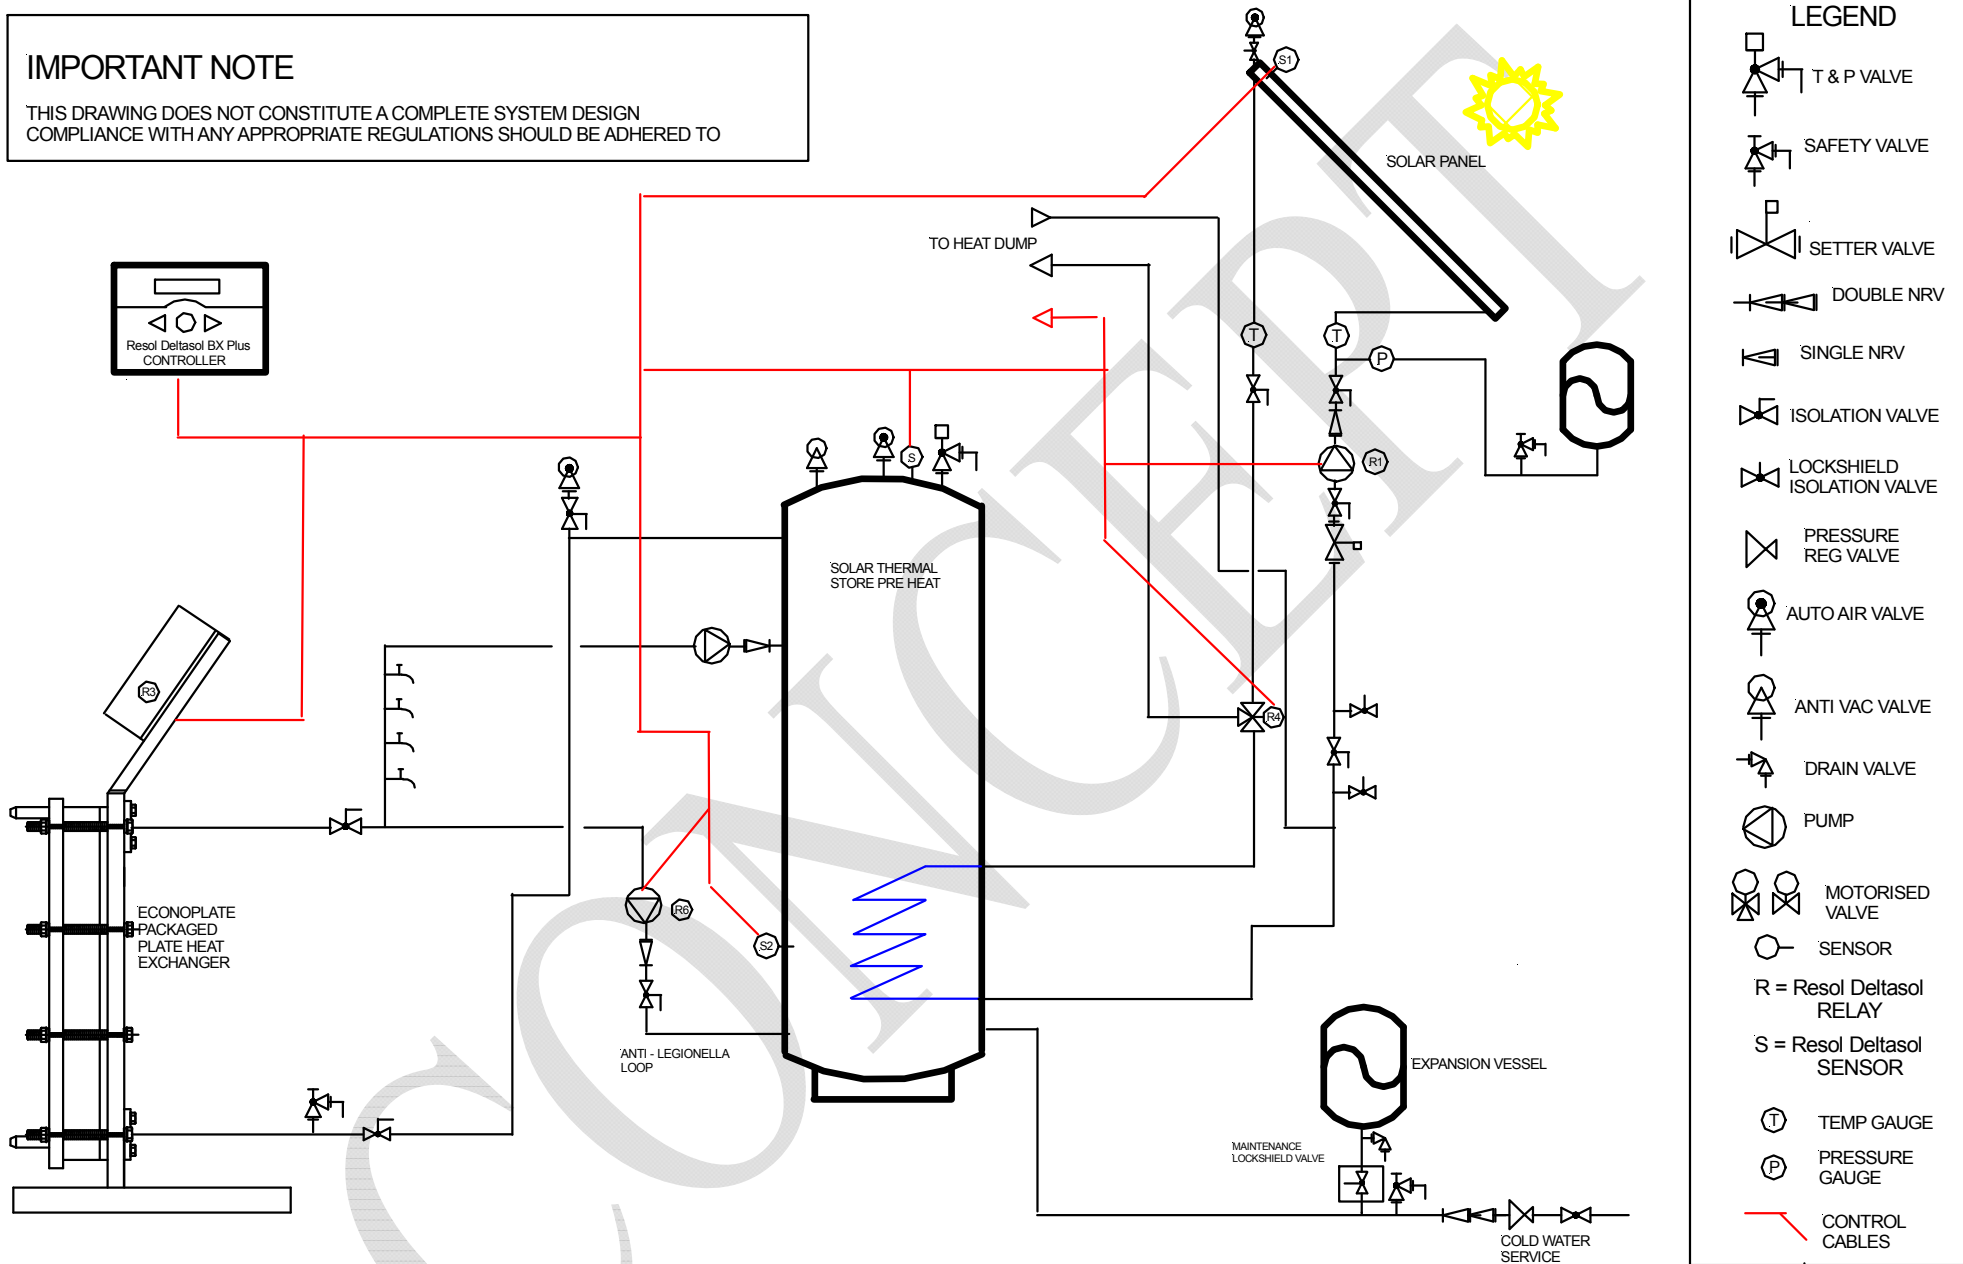 IMPORTANT NOTE
THIS DRAWING DOES NOT CONSTITUTE A COMPLETE SYSTEM DESIGN
COMPLIANCE WITH ANY APPROPRIATE REGULATIONS SHOULD BE ADHERED TO
S1
SOLAR PANEL
TO HEAT DUMP
Resol Deltasol BX Plus
CONTROLLER
T
T
P
S
R1
SOLAR THERMAL
STORE PRE HEAT
R3
R4
ECONOPLATE
PACKAGED
PLATE HEAT
EXCHANGER
R6
S2
ANTI - LEGIONELLA
LOOP
EXPANSION VESSEL
MAINTENANCE
LOCKSHIELD VALVE
COLD WATER
SERVICE
CONCEPT
LEGEND
T & P VALVE
SAFETY VALVE
SETTER VALVE
DOUBLE NRV
SINGLE NRV
ISOLATION VALVE
LOCKSHIELD
ISOLATION VALVE
PRESSURE
REG VALVE
AUTO AIR VALVE
ANTI VAC VALVE
DRAIN VALVE
PUMP
MOTORISED
VALVE
SENSOR
R = Resol Deltasol
RELAY
S = Resol Deltasol
SENSOR
T
TEMP GAUGE
P
PRESSURE
GAUGE
CONTROL
CABLES